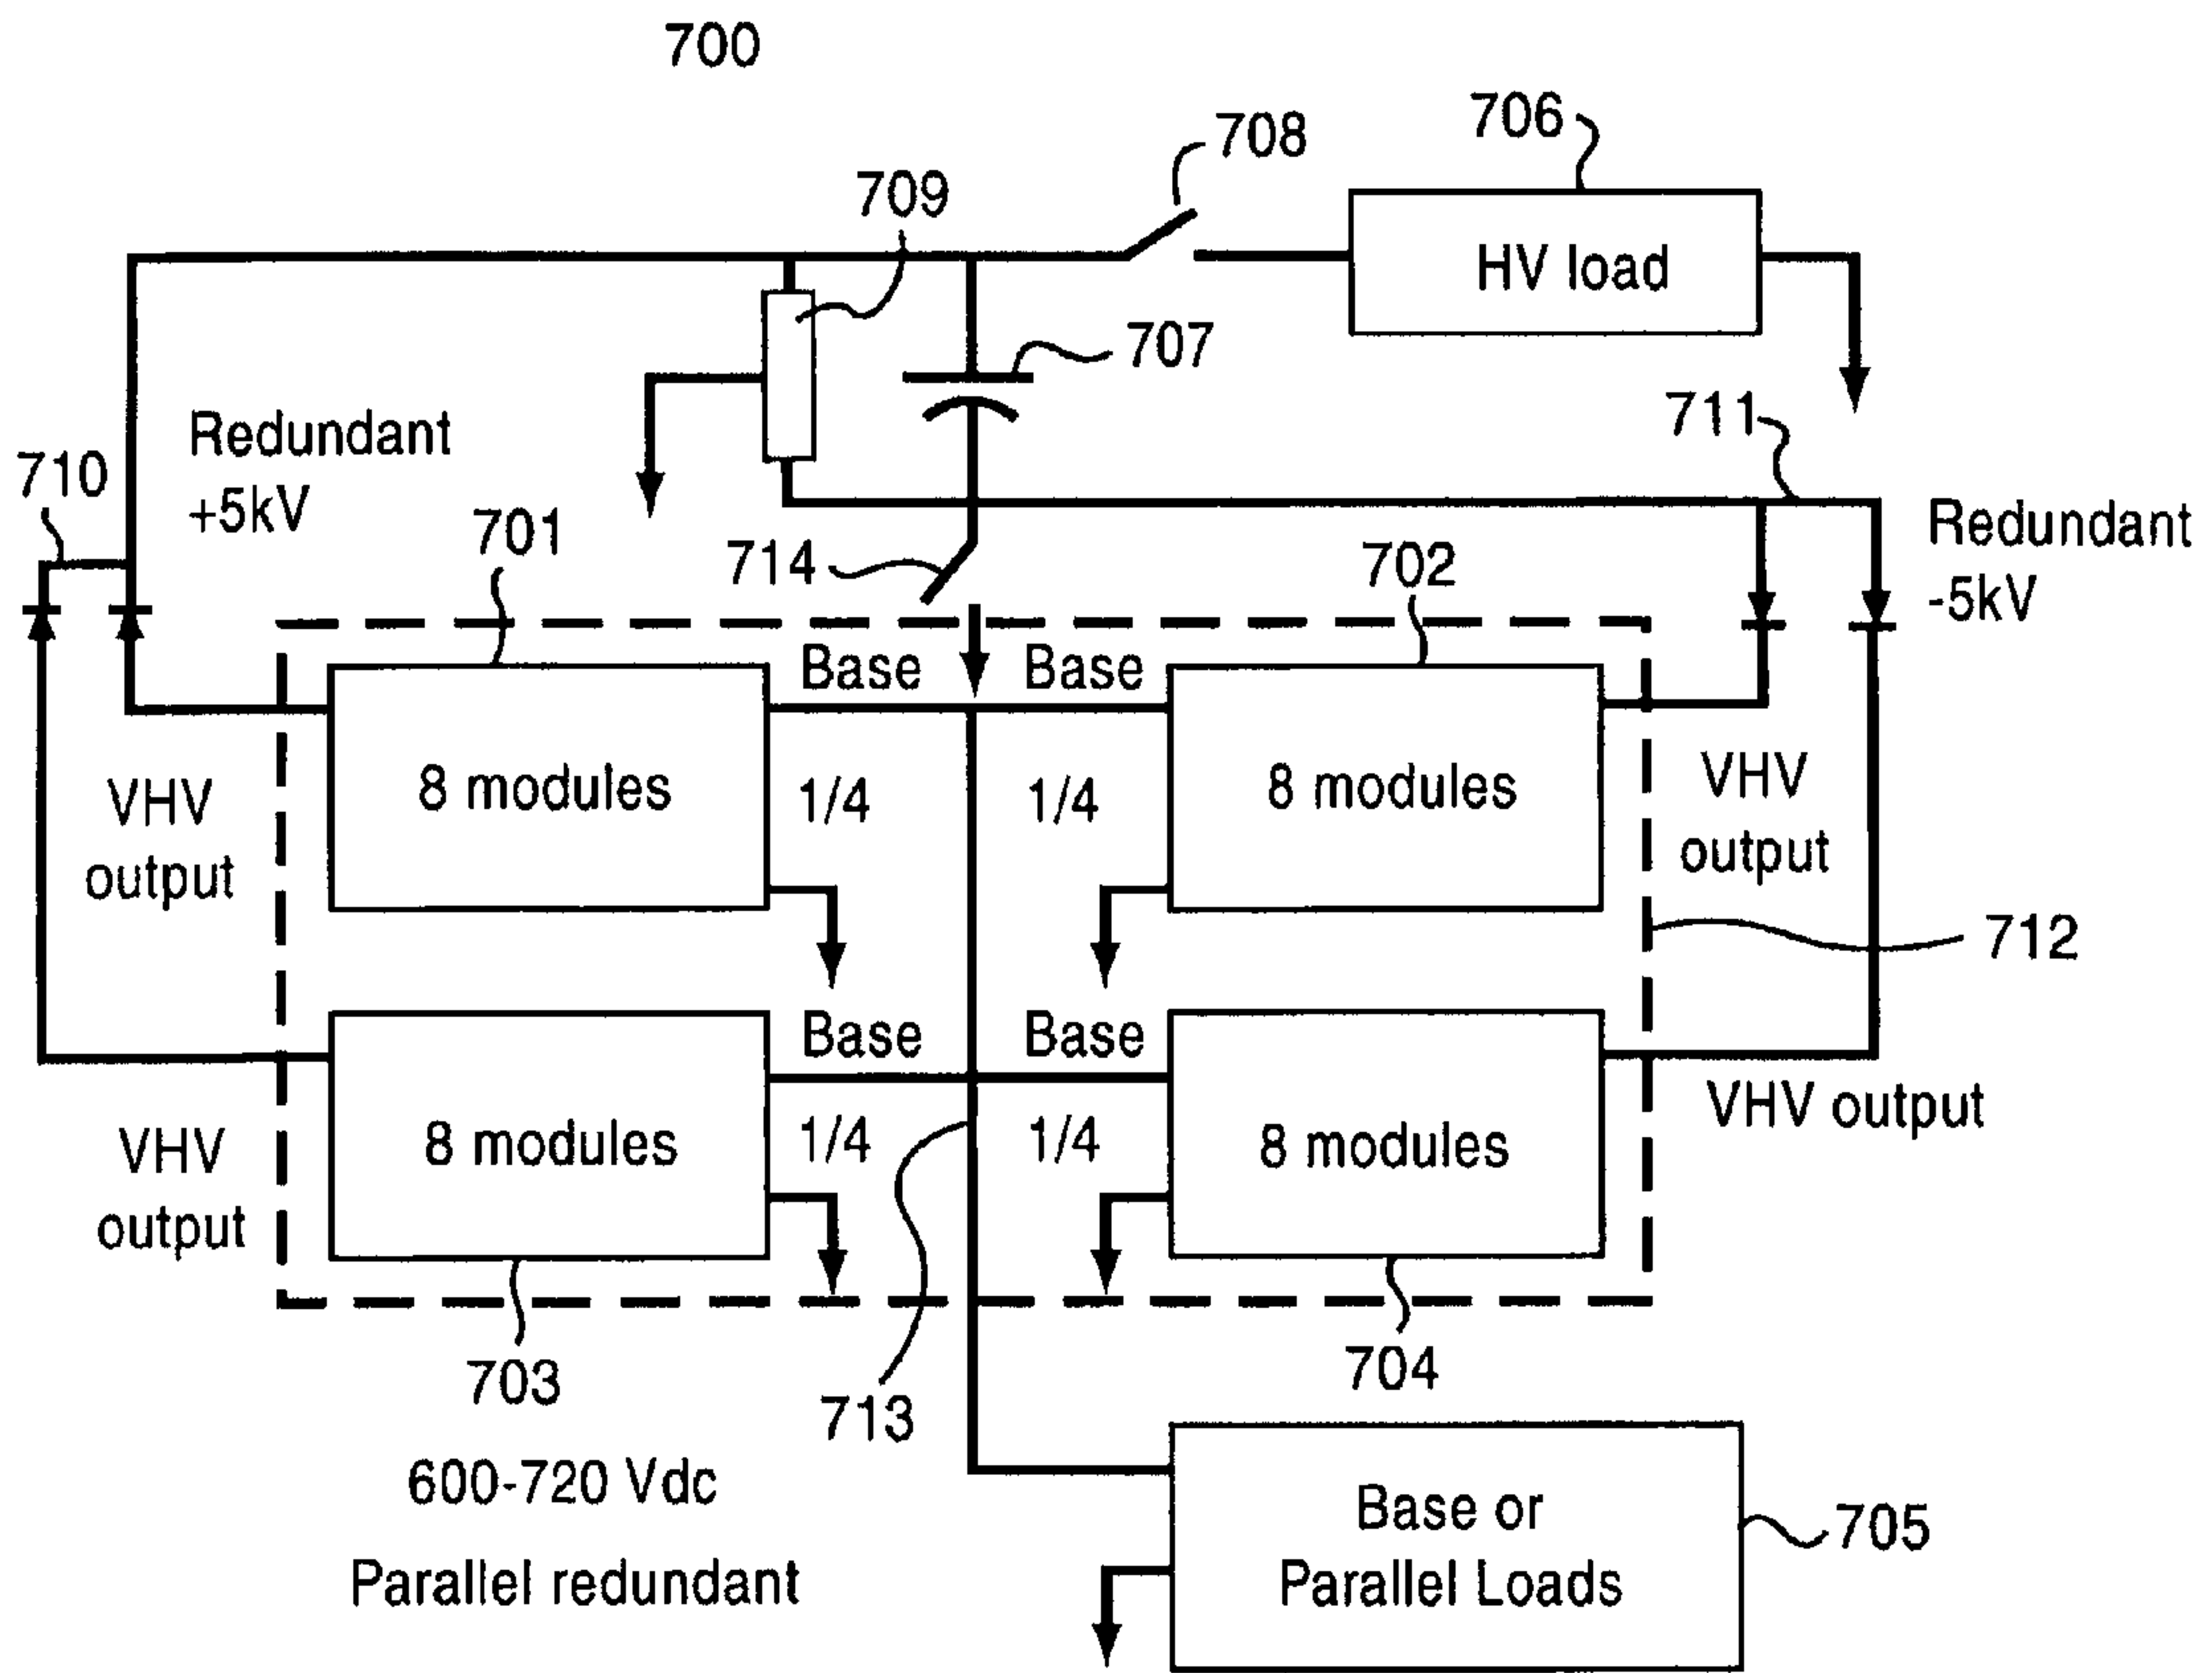 700
708
706
709
HV load
707
711
Redundant
+5kV
710
Redundant
-5kV
701
714
702
Base
Base
8 modules
1/4
1/4
8 modules
VHV
output
VHV
output
712
Base
Base
8 modules
1/4
1/4
8 modules
VHV output
VHV
output
703
713
704
600-720 Vdc
Parallel redundant
Base or
Parallel Loads
705